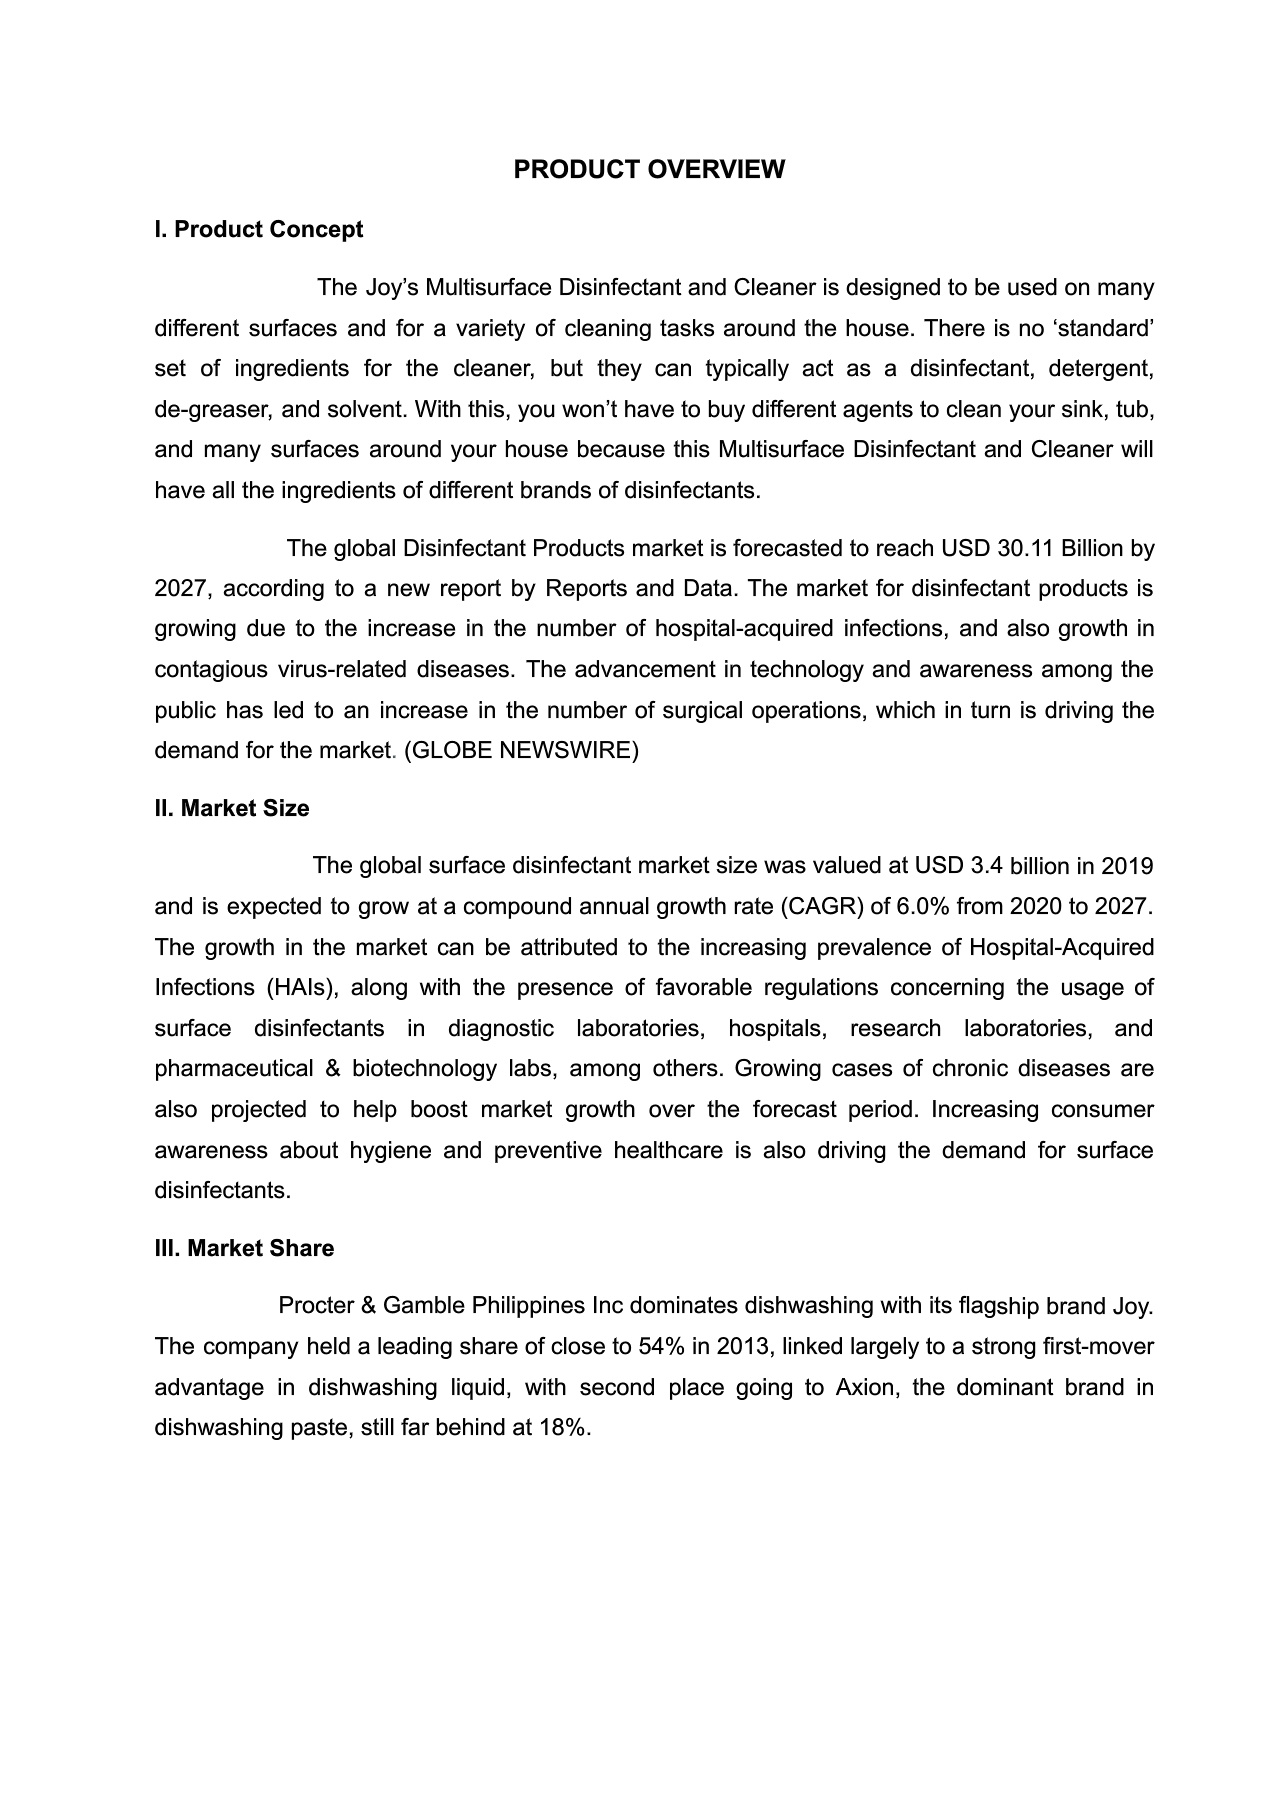 PRODUCT OVERVIEW
I. Product Concept
The Joy’s Multisurface Disinfectant and Cleaner is designed to be used on many
different surfaces and for a variety of cleaning tasks around the house. There is no ‘standard’
set of ingredients for the cleaner, but they can typically act as a disinfectant, detergent,
de-greaser, and solvent. With this, you won’t have to buy different agents to clean your sink, tub,
and many surfaces around your house because this Multisurface Disinfectant and Cleaner will
have all the ingredients of different brands of disinfectants.
The global Disinfectant Products market is forecasted to reach USD 30.11 Billion by
2027, according to a new report by Reports and Data. The market for disinfectant products is
growing due to the increase in the number of hospital-acquired infections, and also growth in
contagious virus-related diseases. The advancement in technology and awareness among the
public has led to an increase in the number of surgical operations, which in turn is driving the
demand for the market. (GLOBE NEWSWIRE)
II. Market Size
The global surface disinfectant market size was valued at USD 3.4 billion in 2019
and is expected to grow at a compound annual growth rate (CAGR) of 6.0% from 2020 to 2027.
The growth in the market can be attributed to the increasing prevalence of Hospital-Acquired
Infections (HAIs), along with the presence of favorable regulations concerning the usage of
surface disinfectants in diagnostic laboratories, hospitals, research laboratories, and
pharmaceutical & biotechnology labs, among others. Growing cases of chronic diseases are
also projected to help boost market growth over the forecast period. Increasing consumer
awareness about hygiene and preventive healthcare is also driving the demand for surface
disinfectants.
III. Market Share
Procter & Gamble Philippines Inc dominates dishwashing with its flagship brand Joy.
The company held a leading share of close to 54% in 2013, linked largely to a strong first-mover
advantage in dishwashing liquid, with second place going to Axion, the dominant brand in
dishwashing paste, still far behind at 18%.